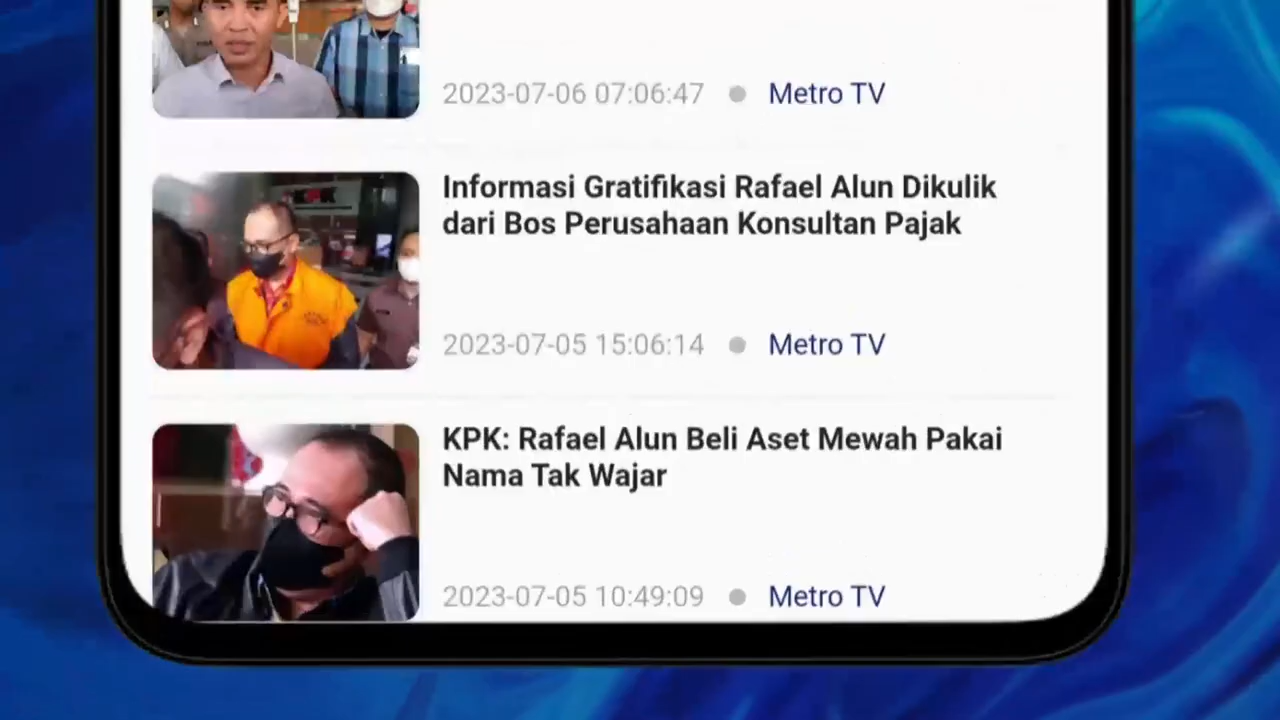 2023-07-06 07:06:47 Metro TV
Informasi Gratifikasi Rafael Alun Dikulik
dari Bos Perusahaan Konsultan Pajak
2023-07-05 15:06:14 Metro TV
KPK: Rafael Alun Beli Aset Mewah Pakai
Nama Tak Wajar
2023-07-05 10:49:09 Metro TV